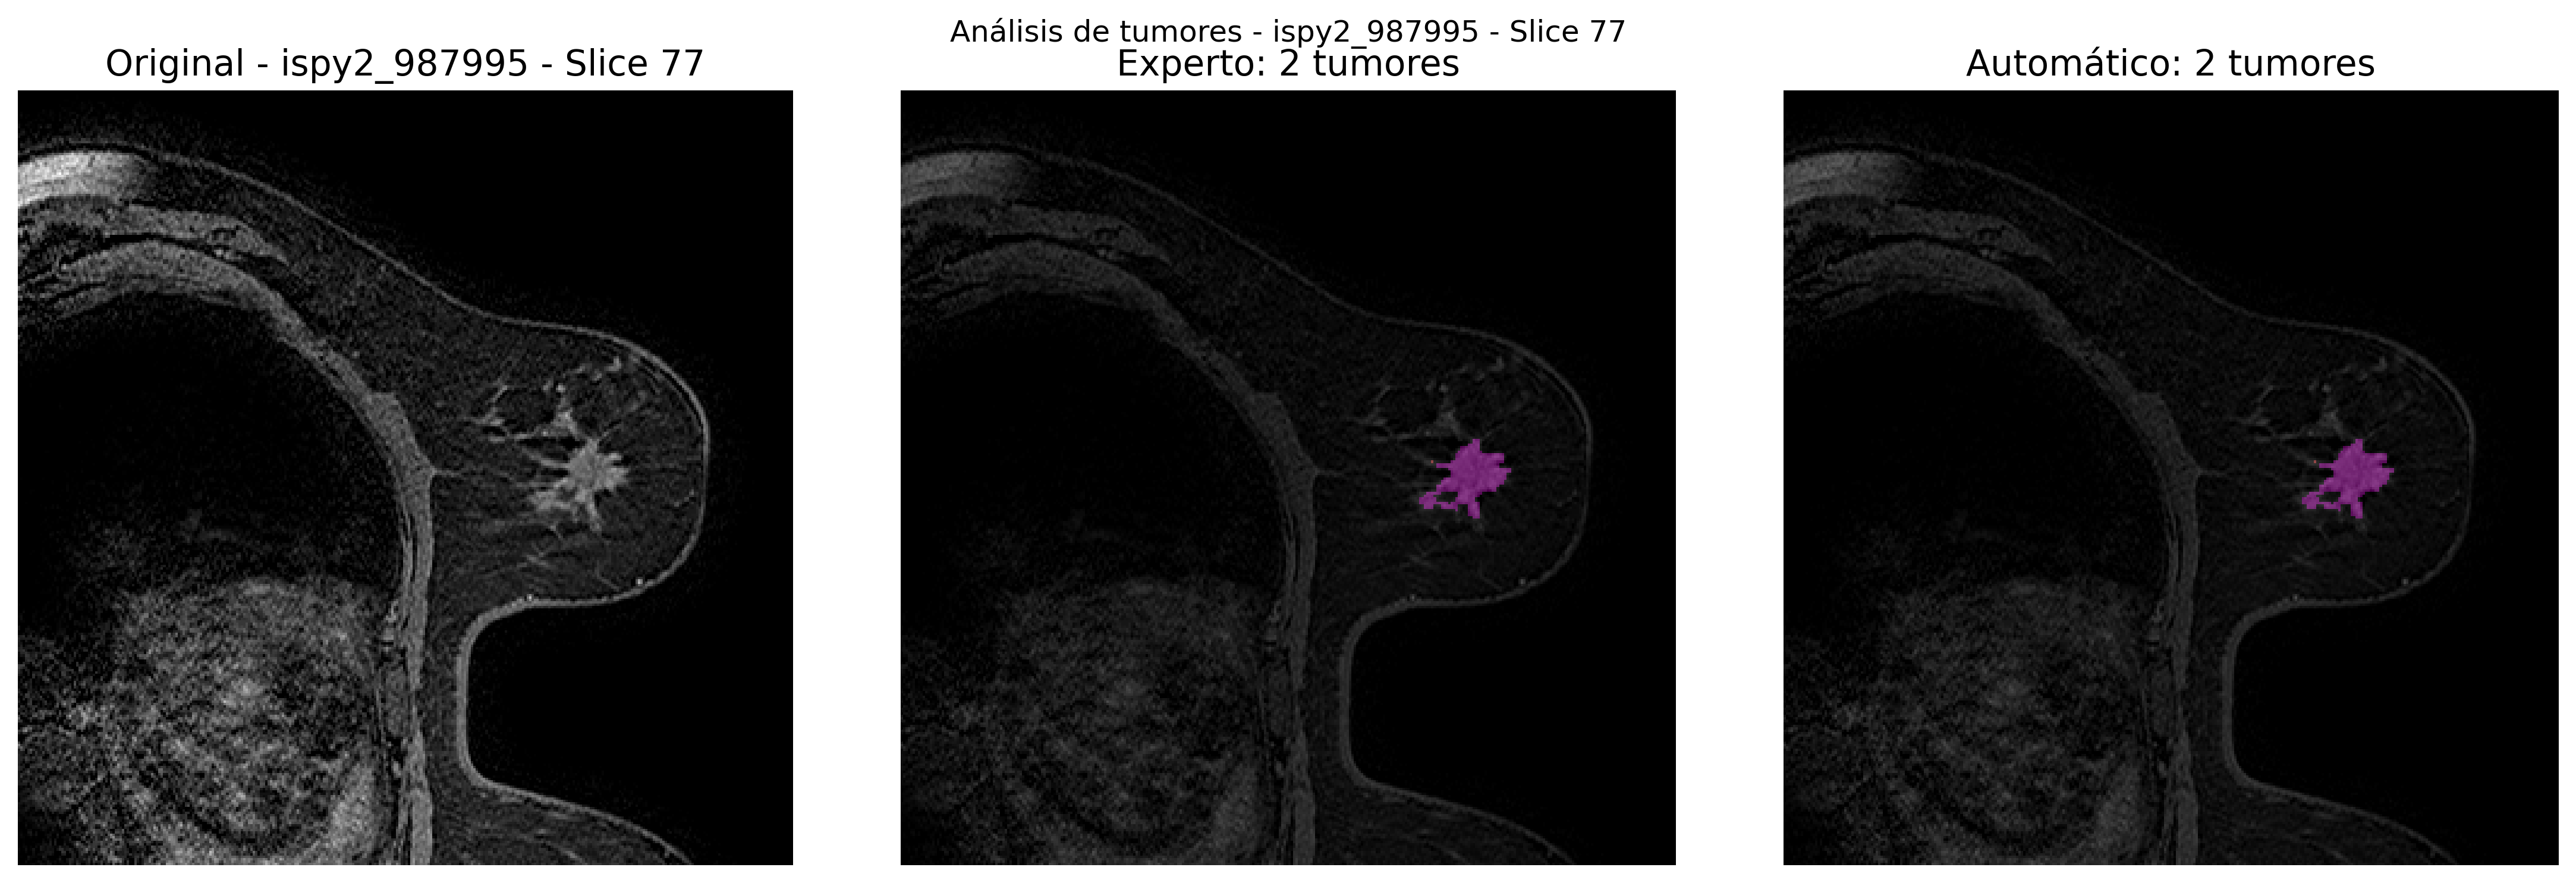 Análisis de tumores - ispy2_987995 - Slice 77
Original - ispy2_987995 - Slice 77
Experto: 2 tumores
Automático: 2 tumores